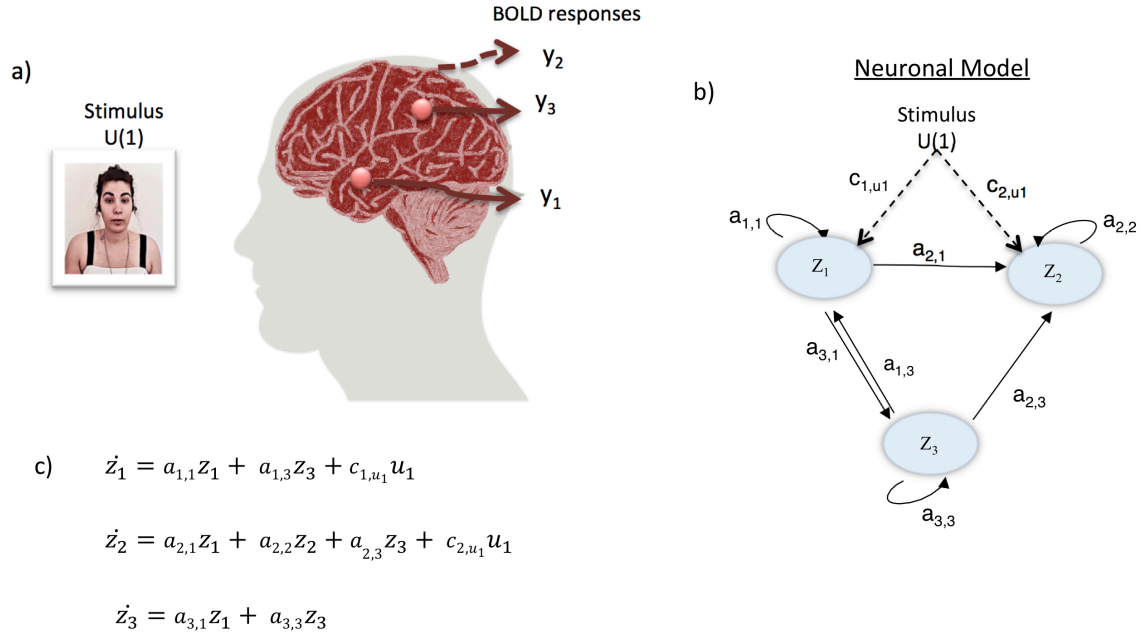 BOLD responses
a)
Stimulus
U(1)
y₂
y₃
y₁
Neuronal Model
b)
Stimulus
U(1)
c₁,ᵤ₁
c₂,ᵤ₁
a₁,₁
a₂,₂
a₂,₁
Z₁
Z₂
a₃,₁
a₁,₃
a₂,₃
Z₃
a₃,₃
c)
ż₁ = a₁,₁z₁ + a₁,₃z₃ + c₁,ᵤ₁u₁
ż₂ = a₂,₁z₁ + a₂,₂z₂ + a₂,₃z₃ + c₂,ᵤ₁u₁
ż₃ = a₃,₁z₁ + a₃,₃z₃